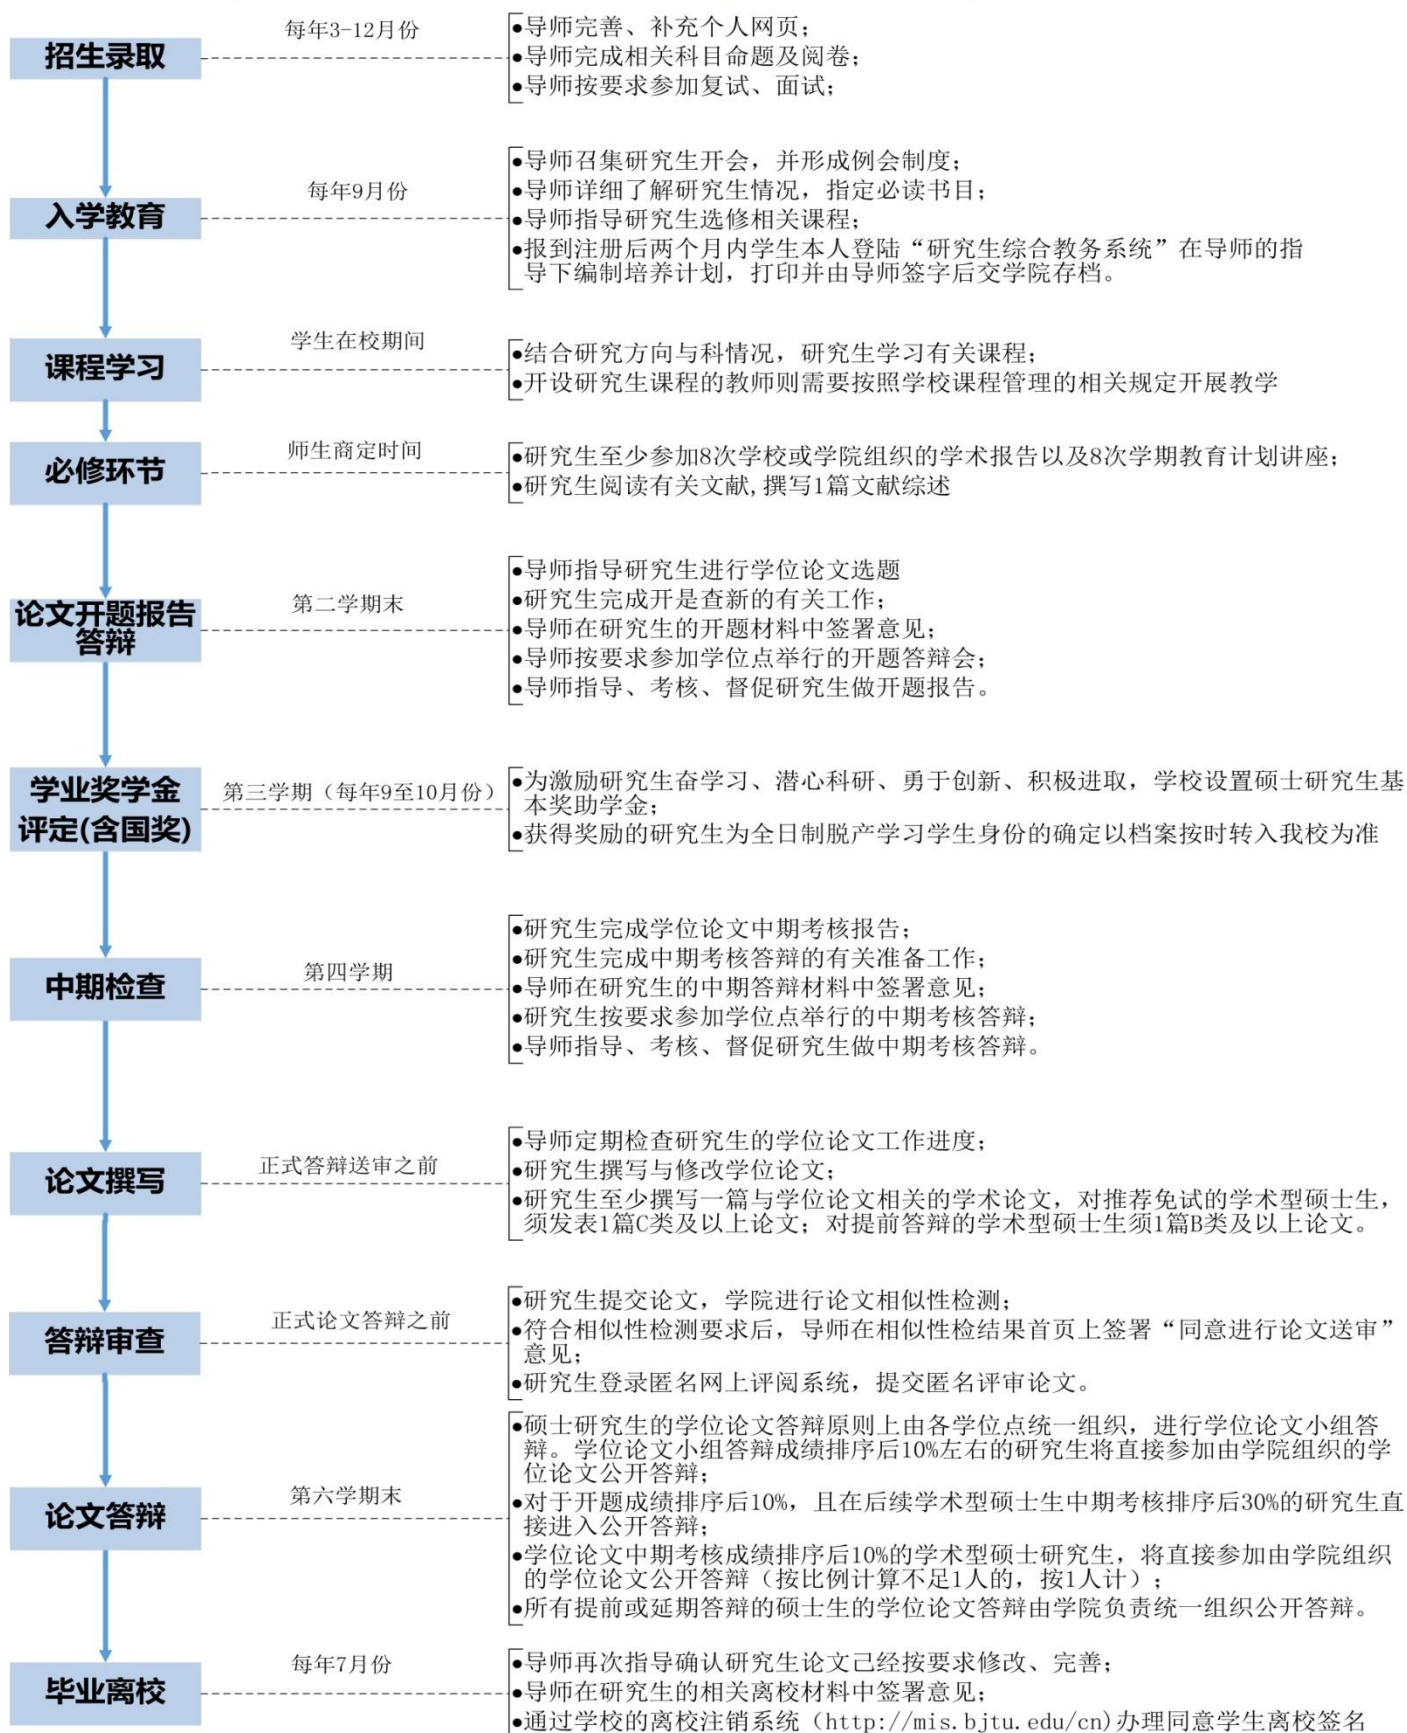 招生录取
每年3-12月份
●导师完善、补充个人网页；
●导师完成相关科目命题及阅卷；
●导师按要求参加复试、面试；
入学教育
每年9月份
●导师召集研究生开会，并形成例会制度；
●导师详细了解研究生情况，指定必读书目；
●导师指导研究生选修相关课程；
●报到注册后两个月内学生本人登陆“研究生综合教务系统”在导师的指
导下编制培养计划，打印并由导师签字后交学院存档。
课程学习
学生在校期间
●结合研究方向与科情况，研究生学习有关课程；
●开设研究生课程的教师则需要按照学校课程管理的相关规定开展教学
必修环节
师生商定时间
●研究生至少参加8次学校或学院组织的学术报告以及8次学期教育计划讲座；
●研究生阅读有关文献,撰写1篇文献综述
论文开题报告
答辩
第二学期末
●导师指导研究生进行学位论文选题
●研究生完成开是查新的有关工作；
●导师在研究生的开题材料中签署意见；
●导师按要求参加学位点举行的开题答辩会；
●导师指导、考核、督促研究生做开题报告。
学业奖学金
评定(含国奖)
第三学期（每年9至10月份）
●为激励研究生奋学习、潜心科研、勇于创新、积极进取，学校设置硕士研究生基
本奖助学金；
●获得奖励的研究生为全日制脱产学习学生身份的确定以档案按时转入我校为准
中期检查
第四学期
●研究生完成学位论文中期考核报告；
●研究生完成中期考核答辩的有关准备工作；
●导师在研究生的中期答辩材料中签署意见；
●研究生按要求参加学位点举行的中期考核答辩；
●导师指导、考核、督促研究生做中期考核答辩。
论文撰写
正式答辩送审之前
●导师定期检查研究生的学位论文工作进度；
●研究生撰写与修改学位论文；
●研究生至少撰写一篇与学位论文相关的学术论文，对推荐免试的学术型硕士生，
须发表1篇C类及以上论文；对提前答辩的学术型硕士生须1篇B类及以上论文。
答辩审查
正式论文答辩之前
●研究生提交论文，学院进行论文相似性检测；
●符合相似性检测要求后，导师在相似性检结果首页上签署“同意进行论文送审”
意见；
●研究生登录匿名网上评阅系统，提交匿名评审论文。
论文答辩
第六学期末
●硕士研究生的学位论文答辩原则上由各学位点统一组织，进行学位论文小组答
辩。学位论文小组答辩成绩排序后10%左右的研究生将直接参加由学院组织的学
位论文公开答辩；
●对于开题成绩排序后10%，且在后续学术型硕士生中期考核排序后30%的研究生直
接进入公开答辩；
●学位论文中期考核成绩排序后10%的学术型硕士研究生，将直接参加由学院组织
的学位论文公开答辩（按比例计算不足1人的，按1人计）；
●所有提前或延期答辩的硕士生的学位论文答辩由学院负责统一组织公开答辩。
毕业离校
每年7月份
●导师再次指导确认研究生论文己经按要求修改、完善；
●导师在研究生的相关离校材料中签署意见；
●通过学校的离校注销系统（http://mis.bjtu.edu/cn)办理同意学生离校签名